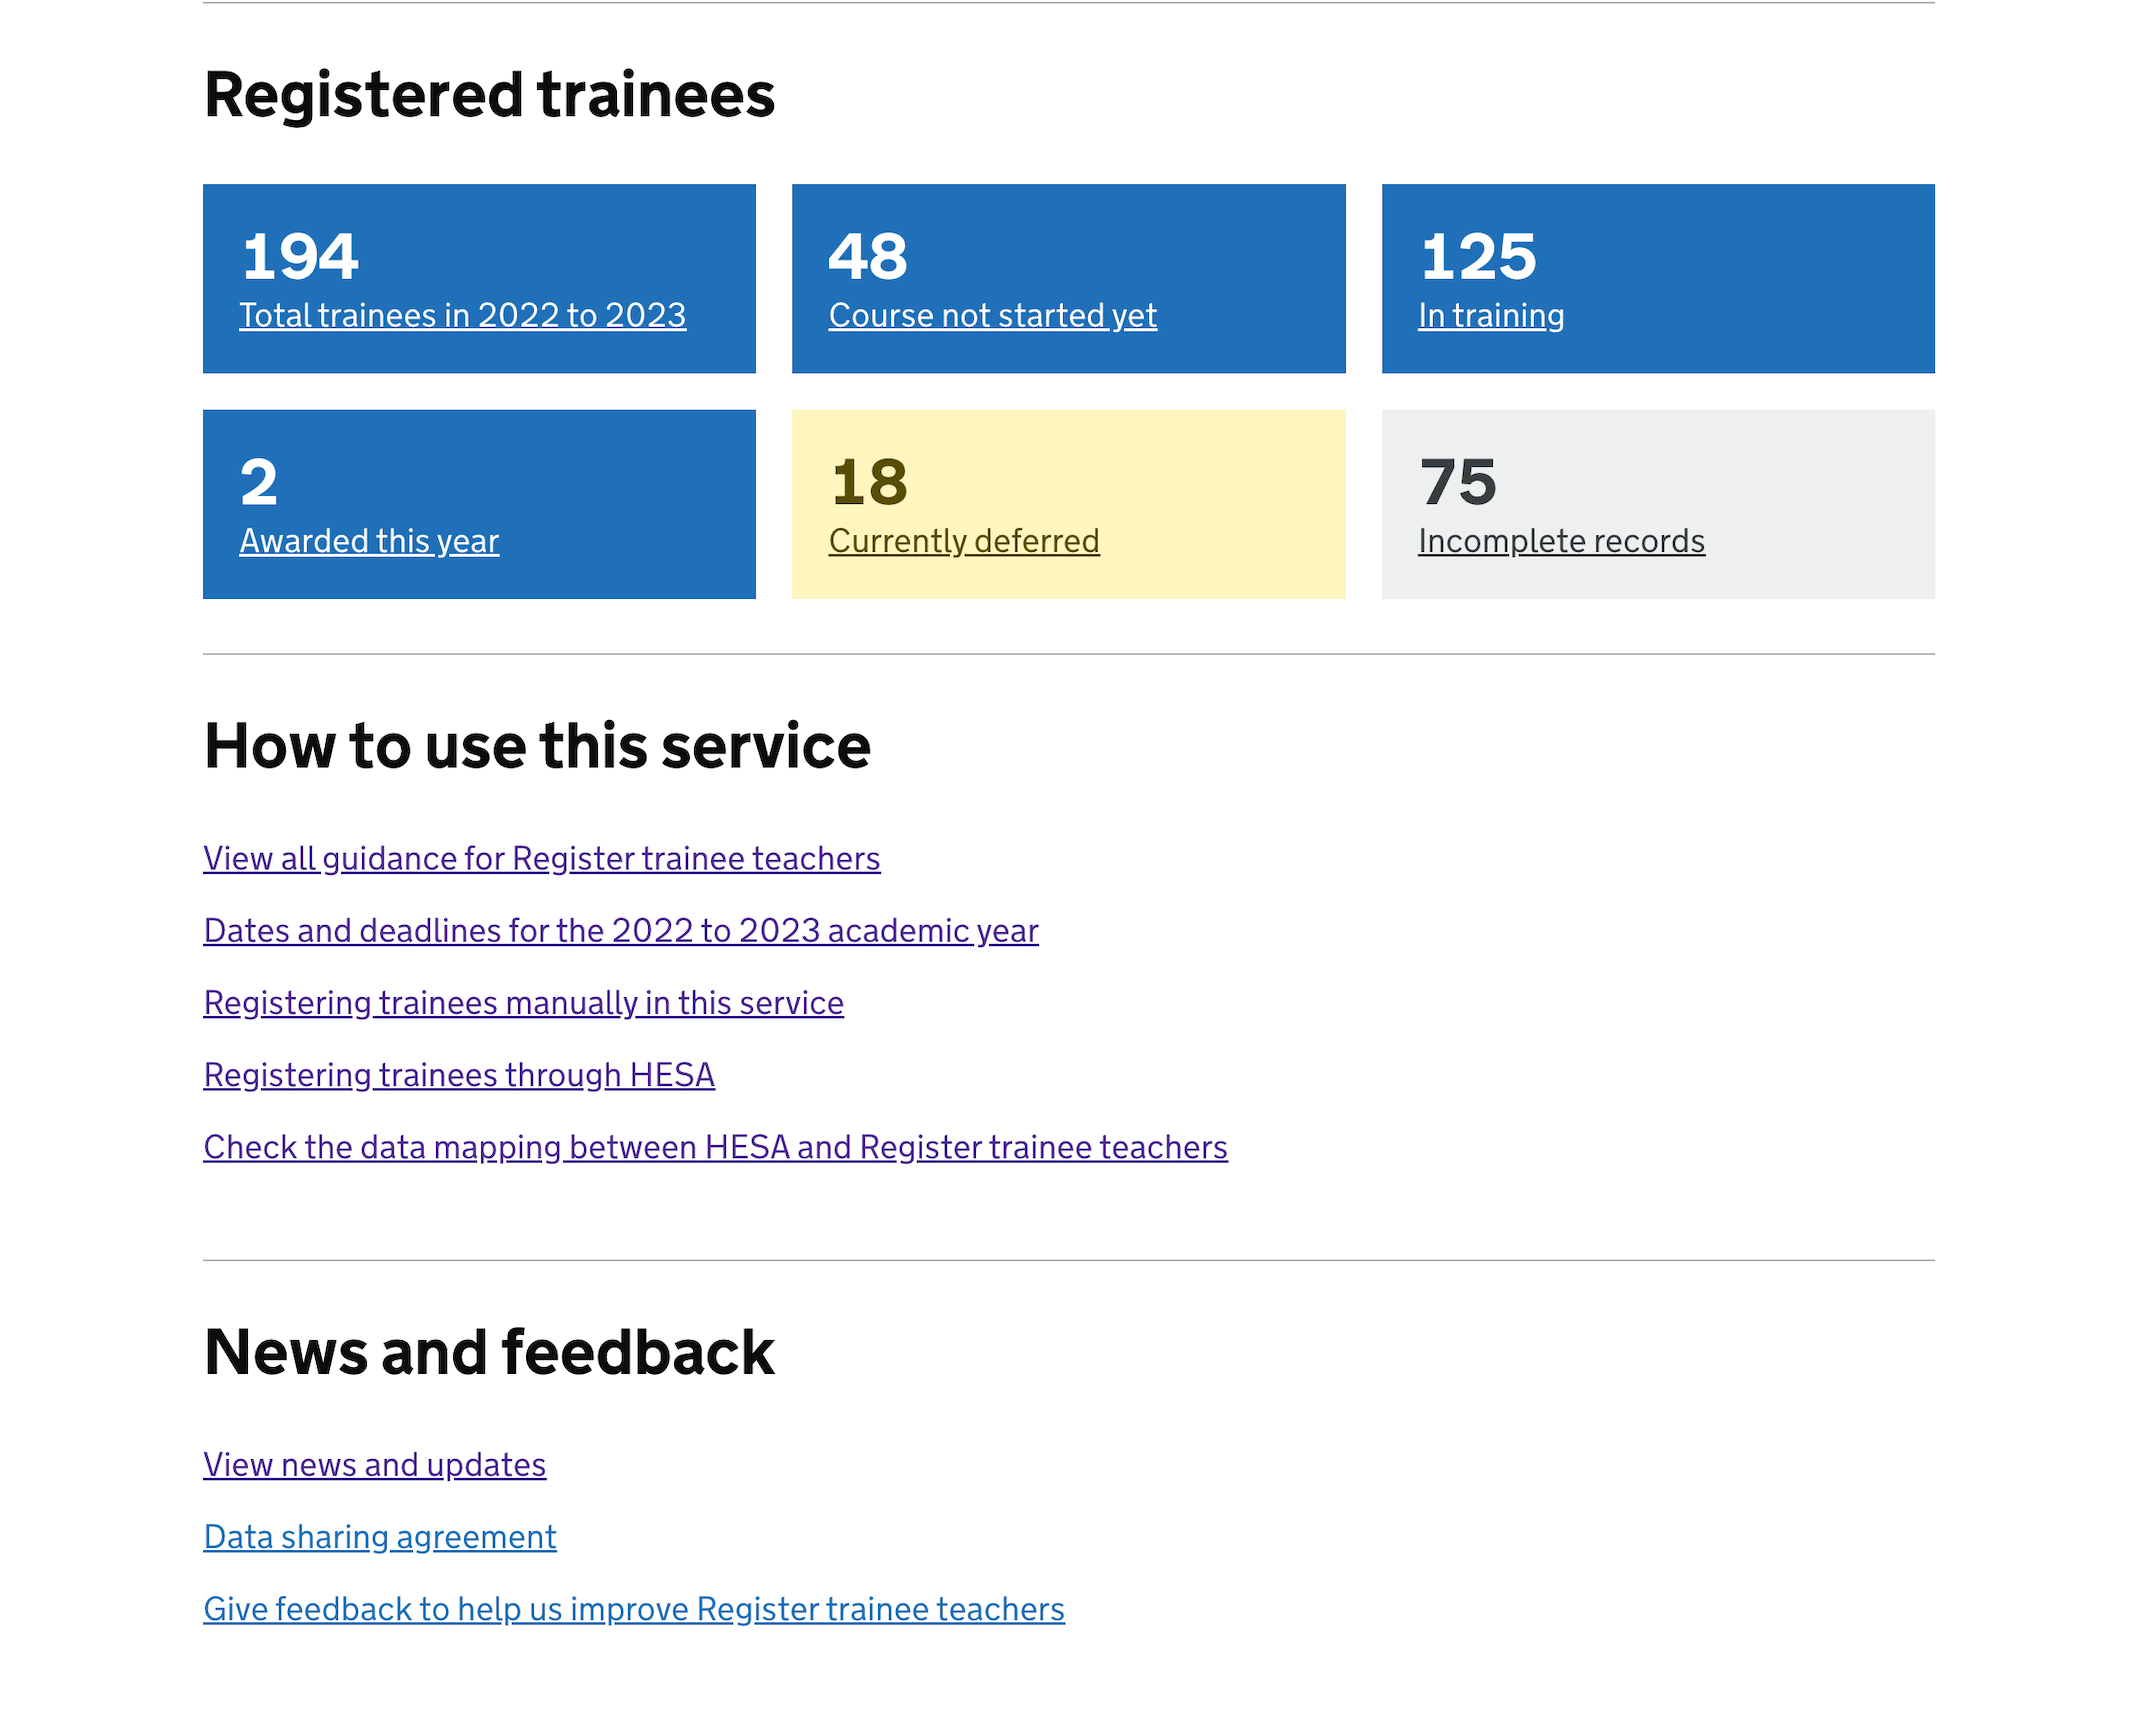 Registered trainees
194
Total trainees in 2022 to 2023
48
Course not started yet
125
In training
2
Awarded this year
18
Currently deferred
75
Incomplete records
How to use this service
View all guidance for Register trainee teachers
Dates and deadlines for the 2022 to 2023 academic year
Registering trainees manually in this service
Registering trainees through HESA
Check the data mapping between HESA and Register trainee teachers
News and feedback
View news and updates
Data sharing agreement
Give feedback to help us improve Register trainee teachers